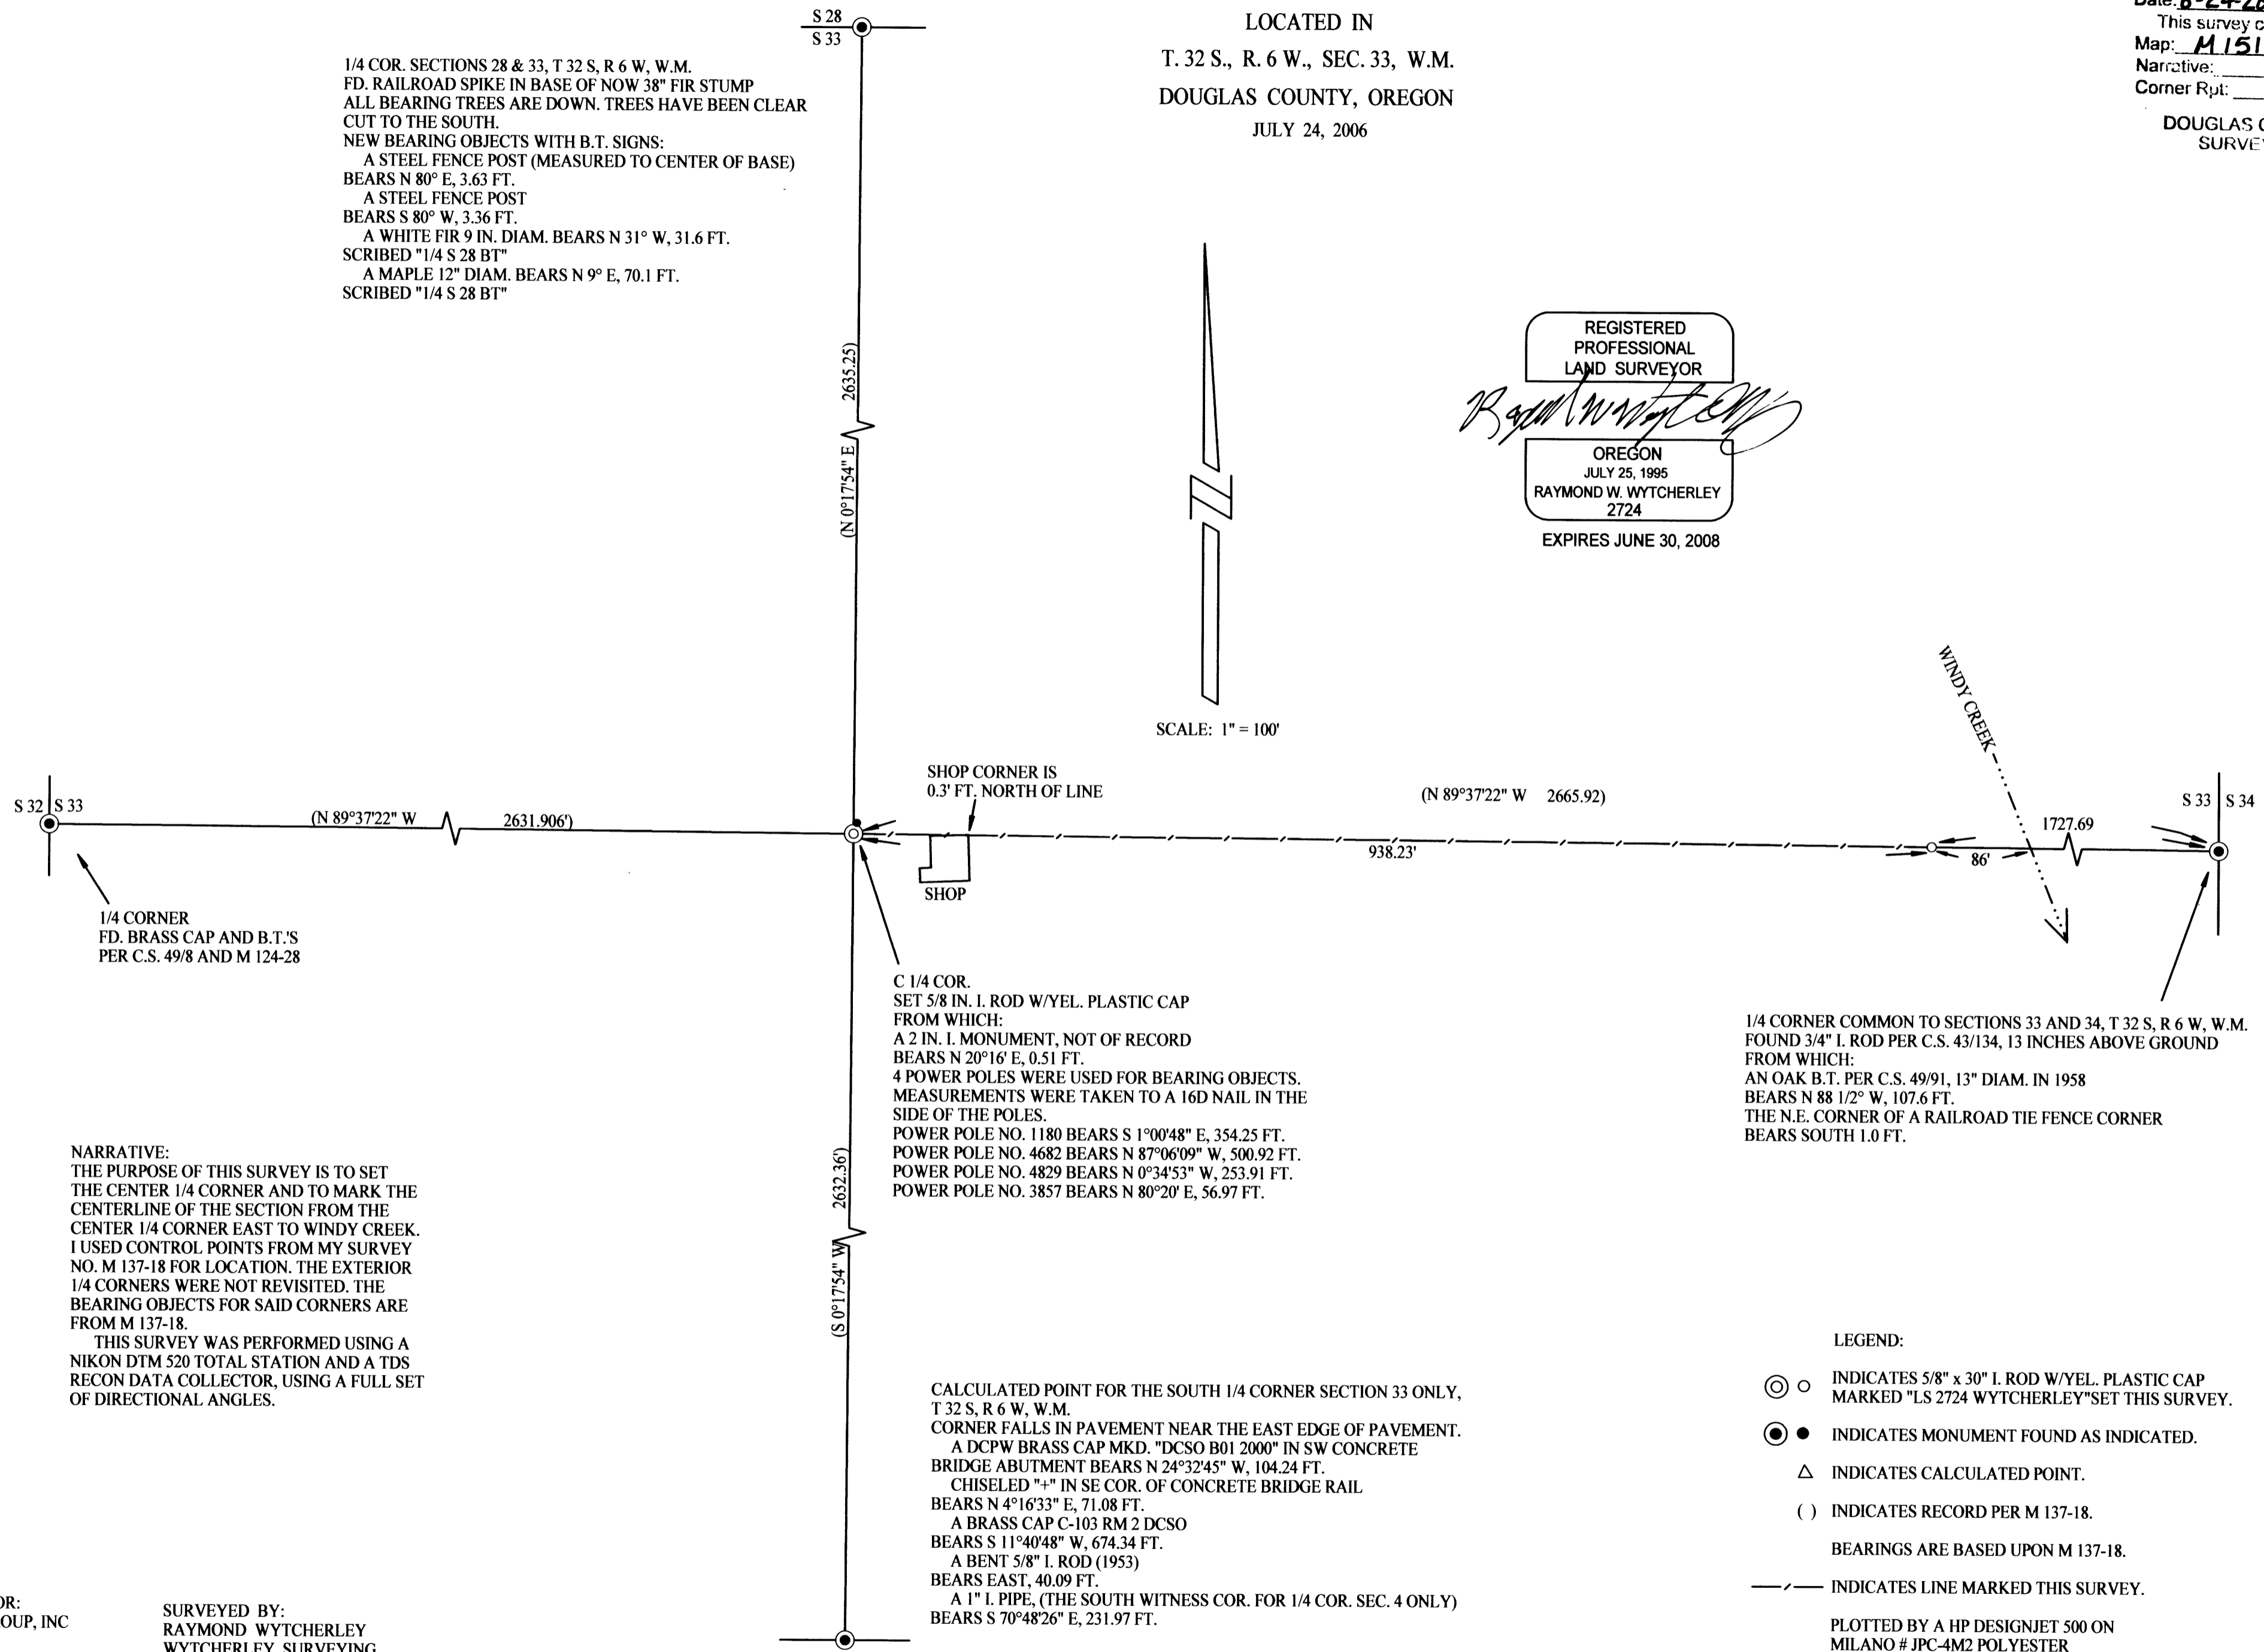 LOCATED IN
T. 32 S., R. 6 W., SEC. 33, W.M.
DOUGLAS COUNTY, OREGON
JULY 24, 2006
This survey
Map: M151
Narrative:
Corner Rpt:
DOUGLAS
S 28
S 33
1/4 COR. SECTIONS 28 & 33, T 32 S, R 6 W, W.M.
FD. RAILROAD SPIKE IN BASE OF NOW 38" FIR STUMP
ALL BEARING TREES ARE DOWN. TREES HAVE BEEN CLEAR
CUT TO THE SOUTH.
NEW BEARING OBJECTS WITH B.T. SIGNS:
A STEEL FENCE POST (MEASURED TO CENTER OF BASE)
BEARS N 80° E, 3.63 FT.
A STEEL FENCE POST
BEARS S 80° W, 3.36 FT.
A WHITE FIR 9 IN. DIAM. BEARS N 31° W, 31.6 FT.
SCRIBED "1/4 S 28 BT"
A MAPLE 12" DIAM. BEARS N 9° E, 70.1 FT.
SCRIBED "1/4 S 28 BT"
(N 0°17'54" E 2635.25)
REGISTERED
PROFESSIONAL
LAND SURVEYOR
OREGON
JULY 25, 1995
RAYMOND W. WYTCHERLEY
2724
EXPIRES JUNE 30, 2008
N
SCALE: 1" = 100'
WINDY CREEK
S 32 S 33
(N 89°37'22" W 2631.906')
SHOP CORNER IS
0.3' FT. NORTH OF LINE
SHOP
(N 89°37'22" W 2665.92)
938.23'
86'
1727.69
S 33 S 34
1/4 CORNER
FD. BRASS CAP AND B.T.'S
PER C.S. 49/8 AND M 124-28
C 1/4 COR.
SET 5/8 IN. I. ROD W/YEL. PLASTIC CAP
FROM WHICH:
A 2 IN. I. MONUMENT, NOT OF RECORD
BEARS N 20°16' E, 0.51 FT.
4 POWER POLES WERE USED FOR BEARING OBJECTS.
MEASUREMENTS WERE TAKEN TO A 16D NAIL IN THE
SIDE OF THE POLES.
POWER POLE NO. 1180 BEARS S 1°00'48" E, 354.25 FT.
POWER POLE NO. 4682 BEARS N 87°06'09" W, 500.92 FT.
POWER POLE NO. 4829 BEARS N 0°34'53" W, 253.91 FT.
POWER POLE NO. 3857 BEARS N 80°20' E, 56.97 FT.
1/4 CORNER COMMON TO SECTIONS 33 AND 34, T 32 S, R 6 W, W.M.
FOUND 3/4" I. ROD PER C.S. 43/134, 13 INCHES ABOVE GROUND
FROM WHICH:
AN OAK B.T. PER C.S. 49/91, 13" DIAM. IN 1958
BEARS N 88 1/2° W, 107.6 FT.
THE N.E. CORNER OF A RAILROAD TIE FENCE CORNER
BEARS SOUTH 1.0 FT.
NARRATIVE:
THE PURPOSE OF THIS SURVEY IS TO SET
THE CENTER 1/4 CORNER AND TO MARK THE
CENTERLINE OF THE SECTION FROM THE
CENTER 1/4 CORNER EAST TO WINDY CREEK.
I USED CONTROL POINTS FROM MY SURVEY
NO. M 137-18 FOR LOCATION. THE EXTERIOR
1/4 CORNERS WERE NOT REVISITED. THE
BEARING OBJECTS FOR SAID CORNERS ARE
FROM M 137-18.
THIS SURVEY WAS PERFORMED USING A
NIKON DTM 520 TOTAL STATION AND A TDS
RECON DATA COLLECTOR, USING A FULL SET
OF DIRECTIONAL ANGLES.
(S 0°17'54" W 2632.36')
CALCULATED POINT FOR THE SOUTH 1/4 CORNER SECTION 33 ONLY,
T 32 S, R 6 W, W.M.
CORNER FALLS IN PAVEMENT NEAR THE EAST EDGE OF PAVEMENT.
A DCPW BRASS CAP MKD. "DCSO B01 2000" IN SW CONCRETE
BRIDGE ABUTMENT BEARS N 24°32'45" W, 104.24 FT.
CHISELED "+" IN SE COR. OF CONCRETE BRIDGE RAIL
BEARS N 4°16'33" E, 71.08 FT.
A BRASS CAP C-103 RM 2 DCSO
BEARS S 11°40'48" W, 674.34 FT.
A BENT 5/8" I. ROD (1953)
BEARS EAST, 40.09 FT.
A 1" I. PIPE, (THE SOUTH WITNESS COR. FOR 1/4 COR. SEC. 4 ONLY)
BEARS S 70°48'26" E, 231.97 FT.
LEGEND:
INDICATES 5/8" x 30" I. ROD W/YEL. PLASTIC CAP
MARKED "LS 2724 WYTCHERLEY"SET THIS SURVEY.
INDICATES MONUMENT FOUND AS INDICATED.
INDICATES CALCULATED POINT.
( ) INDICATES RECORD PER M 137-18.
BEARINGS ARE BASED UPON M 137-18.
INDICATES LINE MARKED THIS SURVEY.
PLOTTED BY A HP DESIGNJET 500 ON
MILANO # JPC-4M2 POLYESTER
OR:
OUP, INC
SURVEYED BY:
RAYMOND WYTCHERLEY
WYTCHERLEY SURVEYING